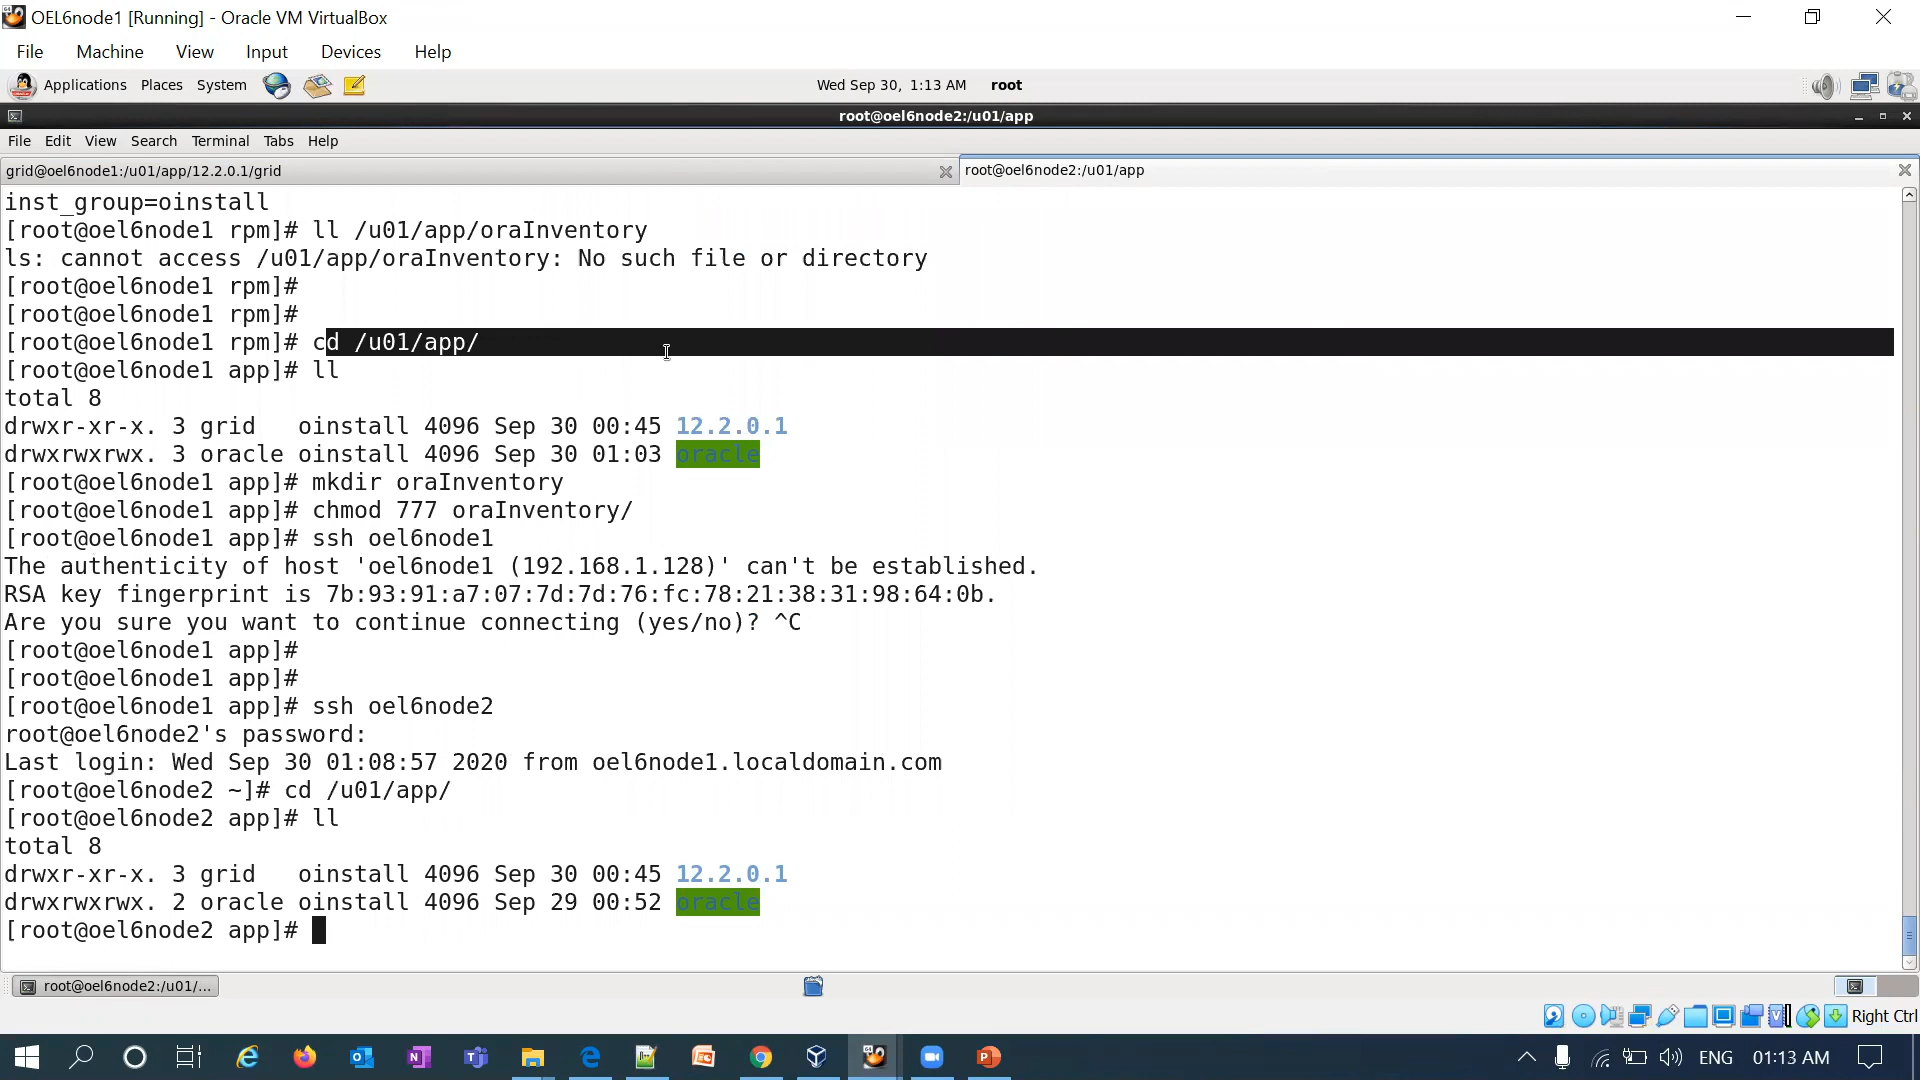 OEL6node1 [Running] - Oracle VM VirtualBox
File Machine View Input Devices Help
Applications Places System Wed Sep 30, 1:13 AM root
root@oel6node2:/u01/app
File Edit View Search Terminal Tabs Help
grid@oel6node1:/u01/app/12.2.0.1/grid root@oel6node2:/u01/app
inst_group=oinstall
[root@oel6node1 rpm]# ll /u01/app/oraInventory
ls: cannot access /u01/app/oraInventory: No such file or directory
[root@oel6node1 rpm]#
[root@oel6node1 rpm]#
[root@oel6node1 rpm]# cd /u01/app/
[root@oel6node1 app]# ll
total 8
drwxr-xr-x. 3 grid   oinstall 4096 Sep 30 00:45 12.2.0.1
drwxrwxrwx. 3 oracle oinstall 4096 Sep 30 01:03 oracle
[root@oel6node1 app]# mkdir oraInventory
[root@oel6node1 app]# chmod 777 oraInventory/
[root@oel6node1 app]# ssh oel6node1
The authenticity of host 'oel6node1 (192.168.1.128)' can't be established.
RSA key fingerprint is 7b:93:91:a7:07:7d:7d:76:fc:78:21:38:31:98:64:0b.
Are you sure you want to continue connecting (yes/no)? ^C
[root@oel6node1 app]#
[root@oel6node1 app]#
[root@oel6node1 app]# ssh oel6node2
root@oel6node2's password:
Last login: Wed Sep 30 01:08:57 2020 from oel6node1.localdomain.com
[root@oel6node2 ~]# cd /u01/app/
[root@oel6node2 app]# ll
total 8
drwxr-xr-x. 3 grid   oinstall 4096 Sep 30 00:45 12.2.0.1
drwxrwxrwx. 2 oracle oinstall 4096 Sep 29 00:52 oracle
[root@oel6node2 app]#
root@oel6node2:/u01/...
Right Ctrl
ENG 01:13 AM